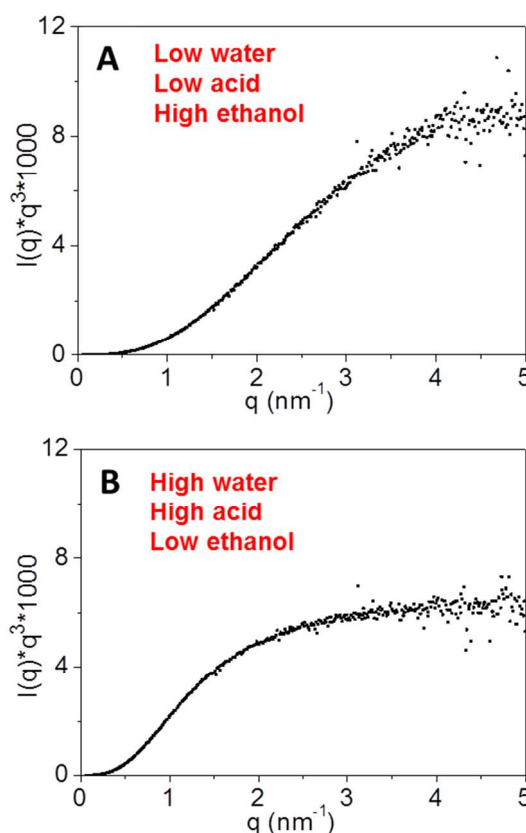 A
Low water
Low acid
High ethanol
I(q)*q³*1000
12
8
4
0
0 1 2 3 4 5
q (nm⁻¹)
B
High water
High acid
Low ethanol
I(q)*q³*1000
12
8
4
0
0 1 2 3 4 5
q (nm⁻¹)